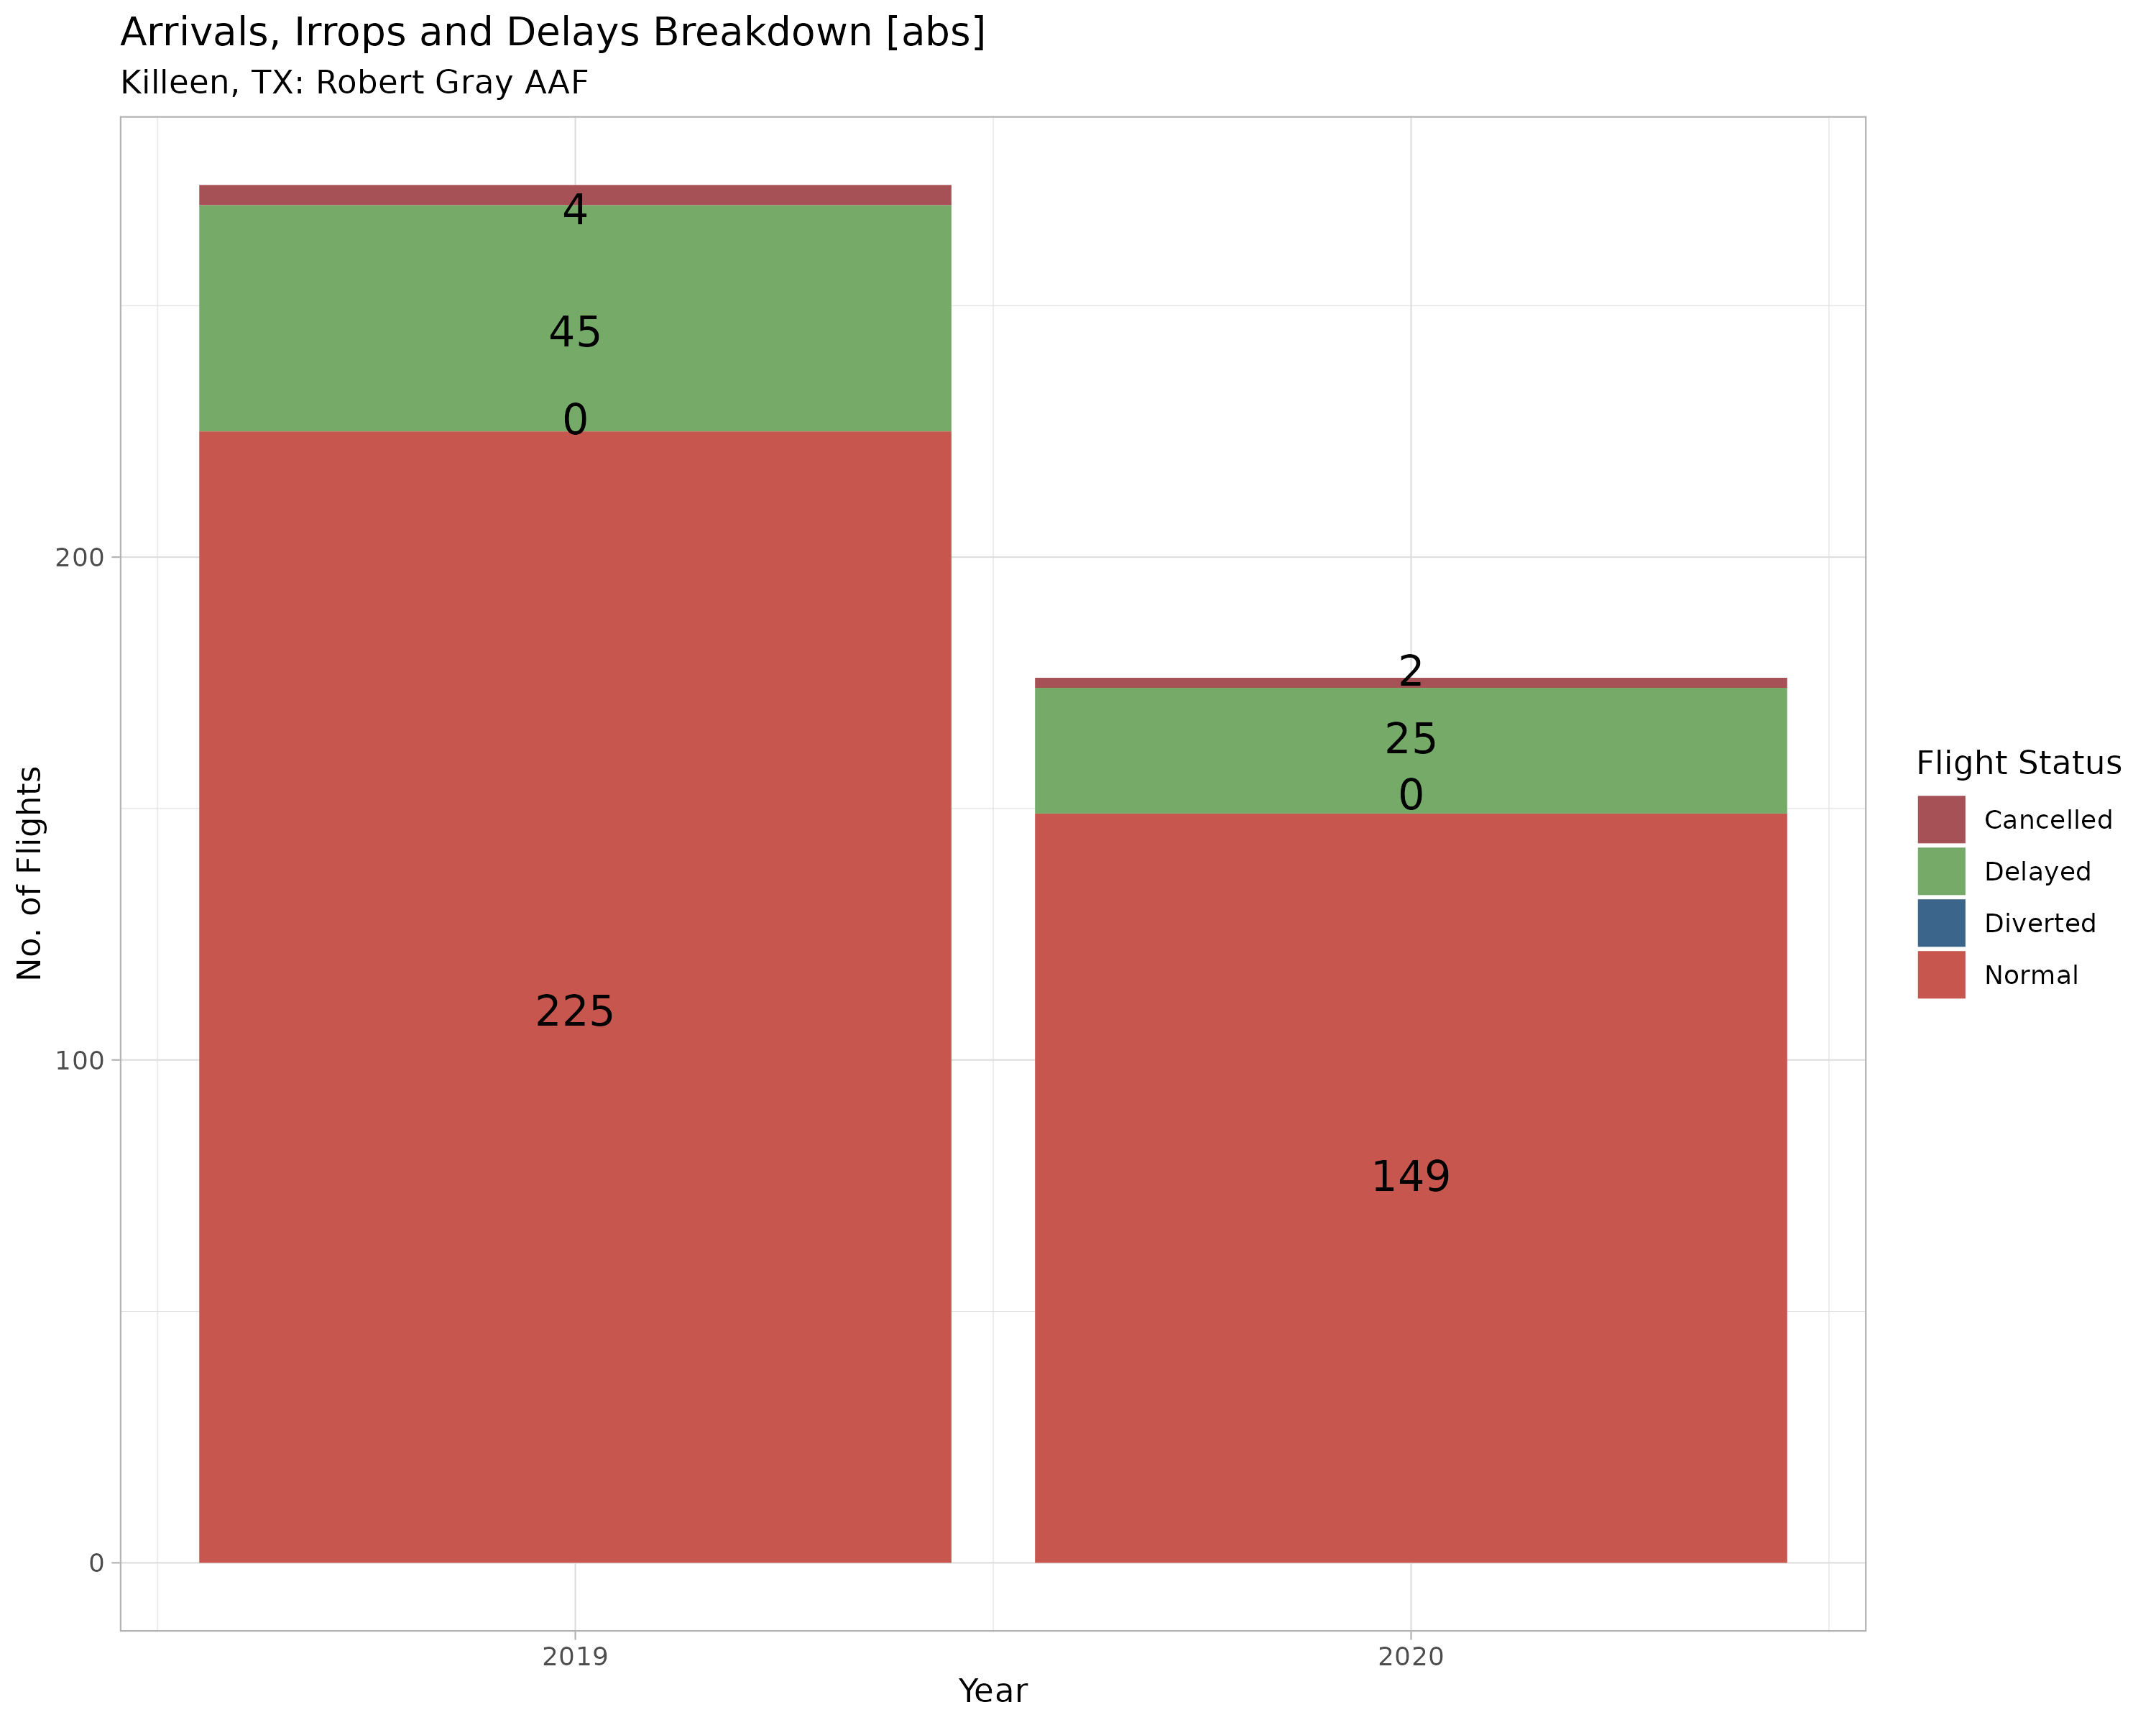 Arrivals, Irrops and Delays Breakdown [abs]
Killeen, TX: Robert Gray AAF
4
45
0
225
2
25
0
149
200
100
0
No. of Flights
2019
2020
Year
Flight Status
Cancelled
Delayed
Diverted
Normal